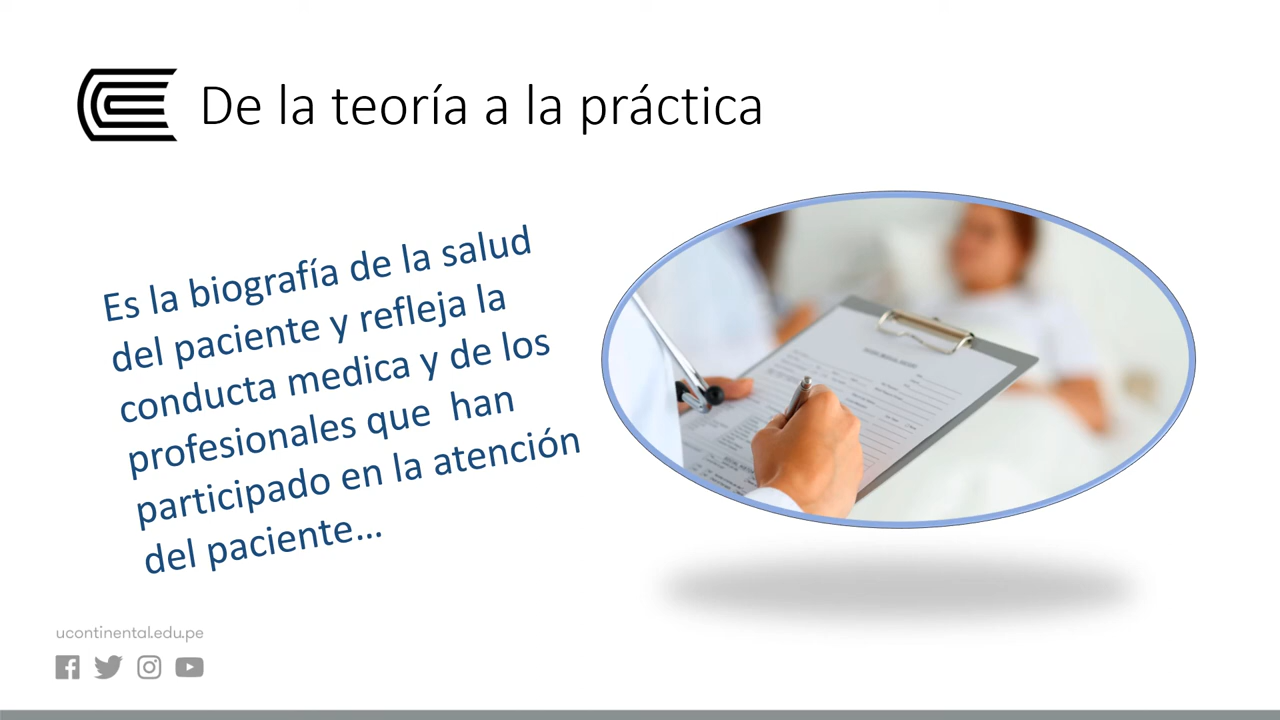 De la teoría a la práctica
Es la biografía de la salud
del paciente y refleja la
conducta medica y de los
profesionales que han
participado en la atención
del paciente...
ucontinental.edu.pe